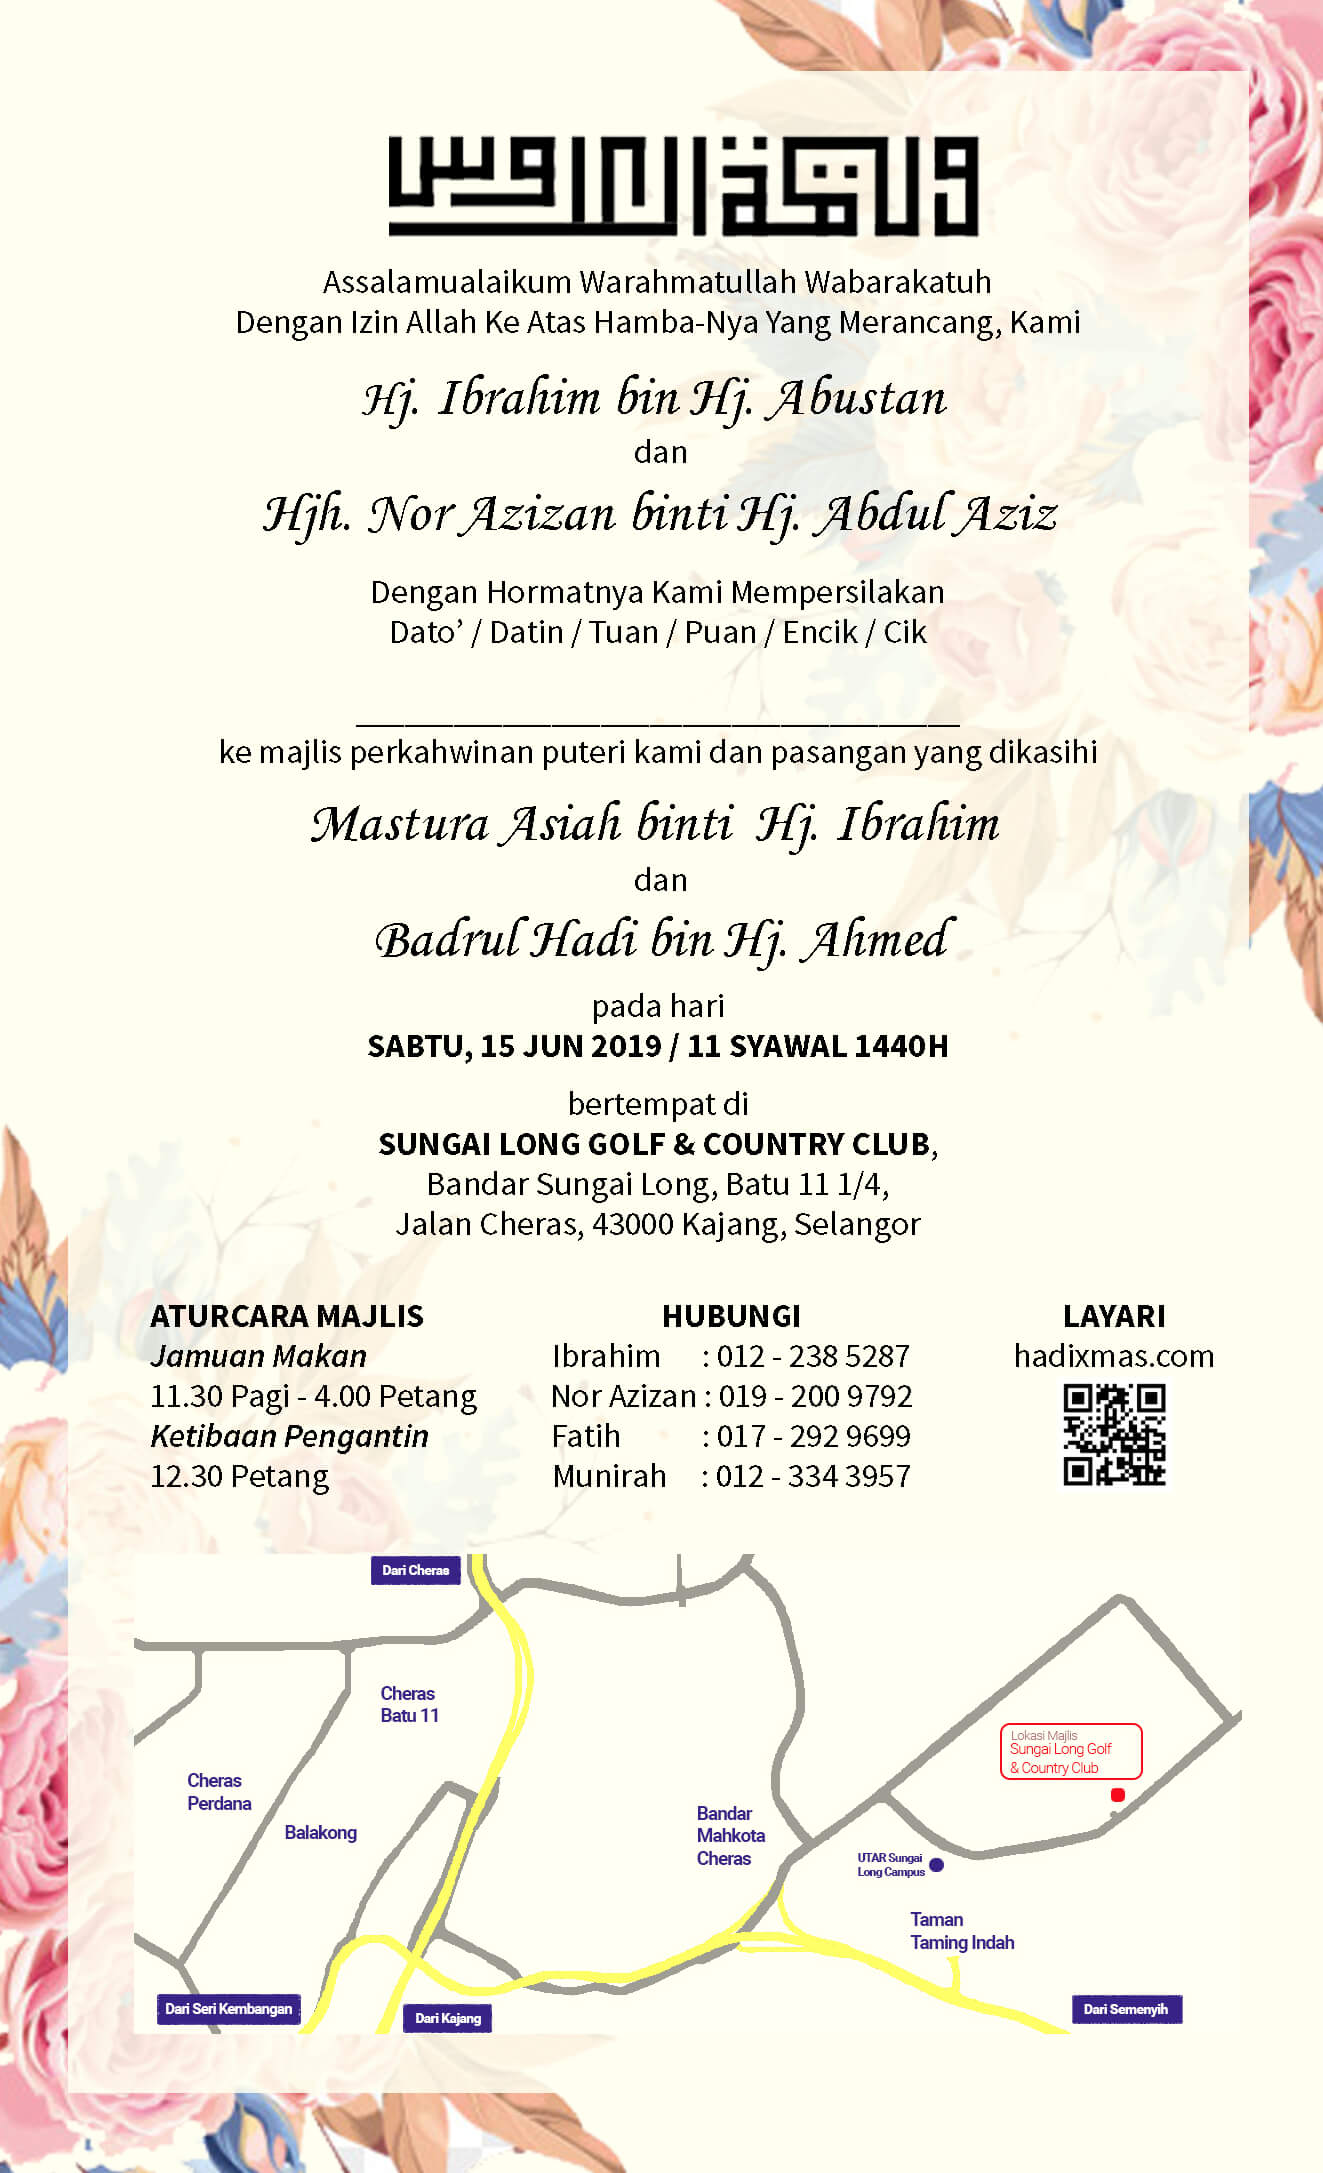 وليمة العروس
Assalamualaikum Warahmatullah Wabarakatuh
Dengan Izin Allah Ke Atas Hamba-Nya Yang Merancang, Kami
Hj. Ibrahim bin Hj. Abustan
dan
Hjh. Nor Azizan binti Hj. Abdul Aziz
Dengan Hormatnya Kami Mempersilakan
Dato’ / Datin / Tuan / Puan / Encik / Cik
ke majlis perkahwinan puteri kami dan pasangan yang dikasihi
Mastura Asiah binti Hj. Ibrahim
dan
Badrul Hadi bin Hj. Ahmed
pada hari
SABTU, 15 JUN 2019 / 11 SYAWAL 1440H
bertempat di
SUNGAI LONG GOLF & COUNTRY CLUB,
Bandar Sungai Long, Batu 11 1/4,
Jalan Cheras, 43000 Kajang, Selangor
ATURCARA MAJLIS
Jamuan Makan
11.30 Pagi - 4.00 Petang
Ketibaan Pengantin
12.30 Petang
HUBUNGI
Ibrahim : 012 - 238 5287
Nor Azizan : 019 - 200 9792
Fatih : 017 - 292 9699
Munirah : 012 - 334 3957
LAYARI
hadixmas.com
Dari Cheras
Cheras
Batu 11
Cheras
Perdana
Balakong
Bandar
Mahkota
Cheras
Lokasi Majlis
Sungai Long Golf
& Country Club
UTAR Sungai
Long Campus
Taman
Taming Indah
Dari Seri Kembangan
Dari Kajang
Dari Semenyih